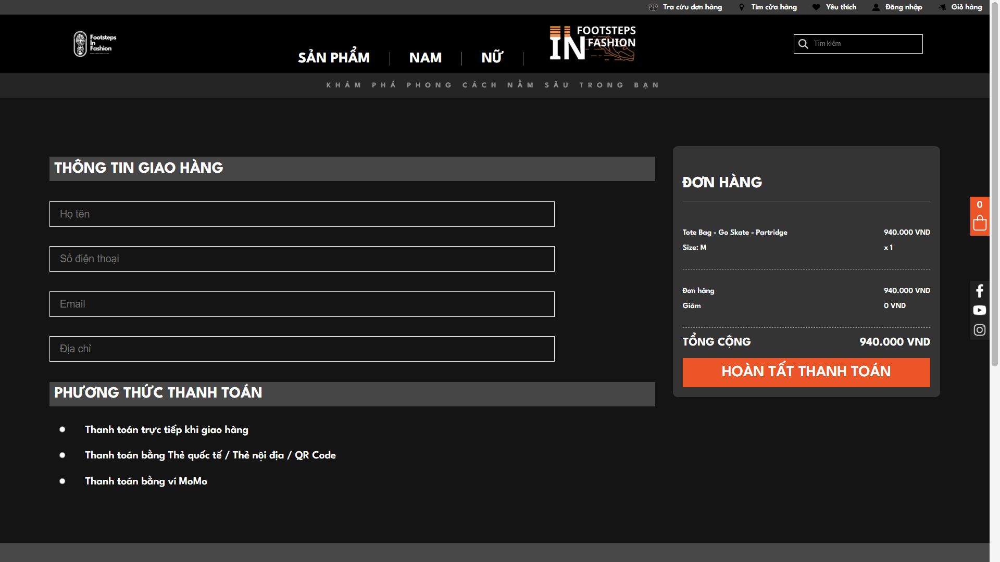 Tra cứu đơn hàng
Tìm cửa hàng
Yêu thích
Đăng nhập
Giỏ hàng
Footsteps
In
Fashion
SẢN PHẨM
NAM
NỮ
IN FOOTSTEPS
FASHION
Tìm kiếm
KHÁM PHÁ PHONG CÁCH NẰM SÂU TRONG BẠN
THÔNG TIN GIAO HÀNG
Họ tên
Số điện thoại
Email
Địa chỉ
PHƯƠNG THỨC THANH TOÁN
Thanh toán trực tiếp khi giao hàng
Thanh toán bằng Thẻ quốc tế / Thẻ nội địa / QR Code
Thanh toán bằng ví MoMo
ĐƠN HÀNG
Tote Bag - Go Skate - Partridge 940.000 VND
Size: M x 1
Đơn hàng 940.000 VND
Giảm 0 VND
TỔNG CỘNG 940.000 VND
HOÀN TẤT THANH TOÁN
0